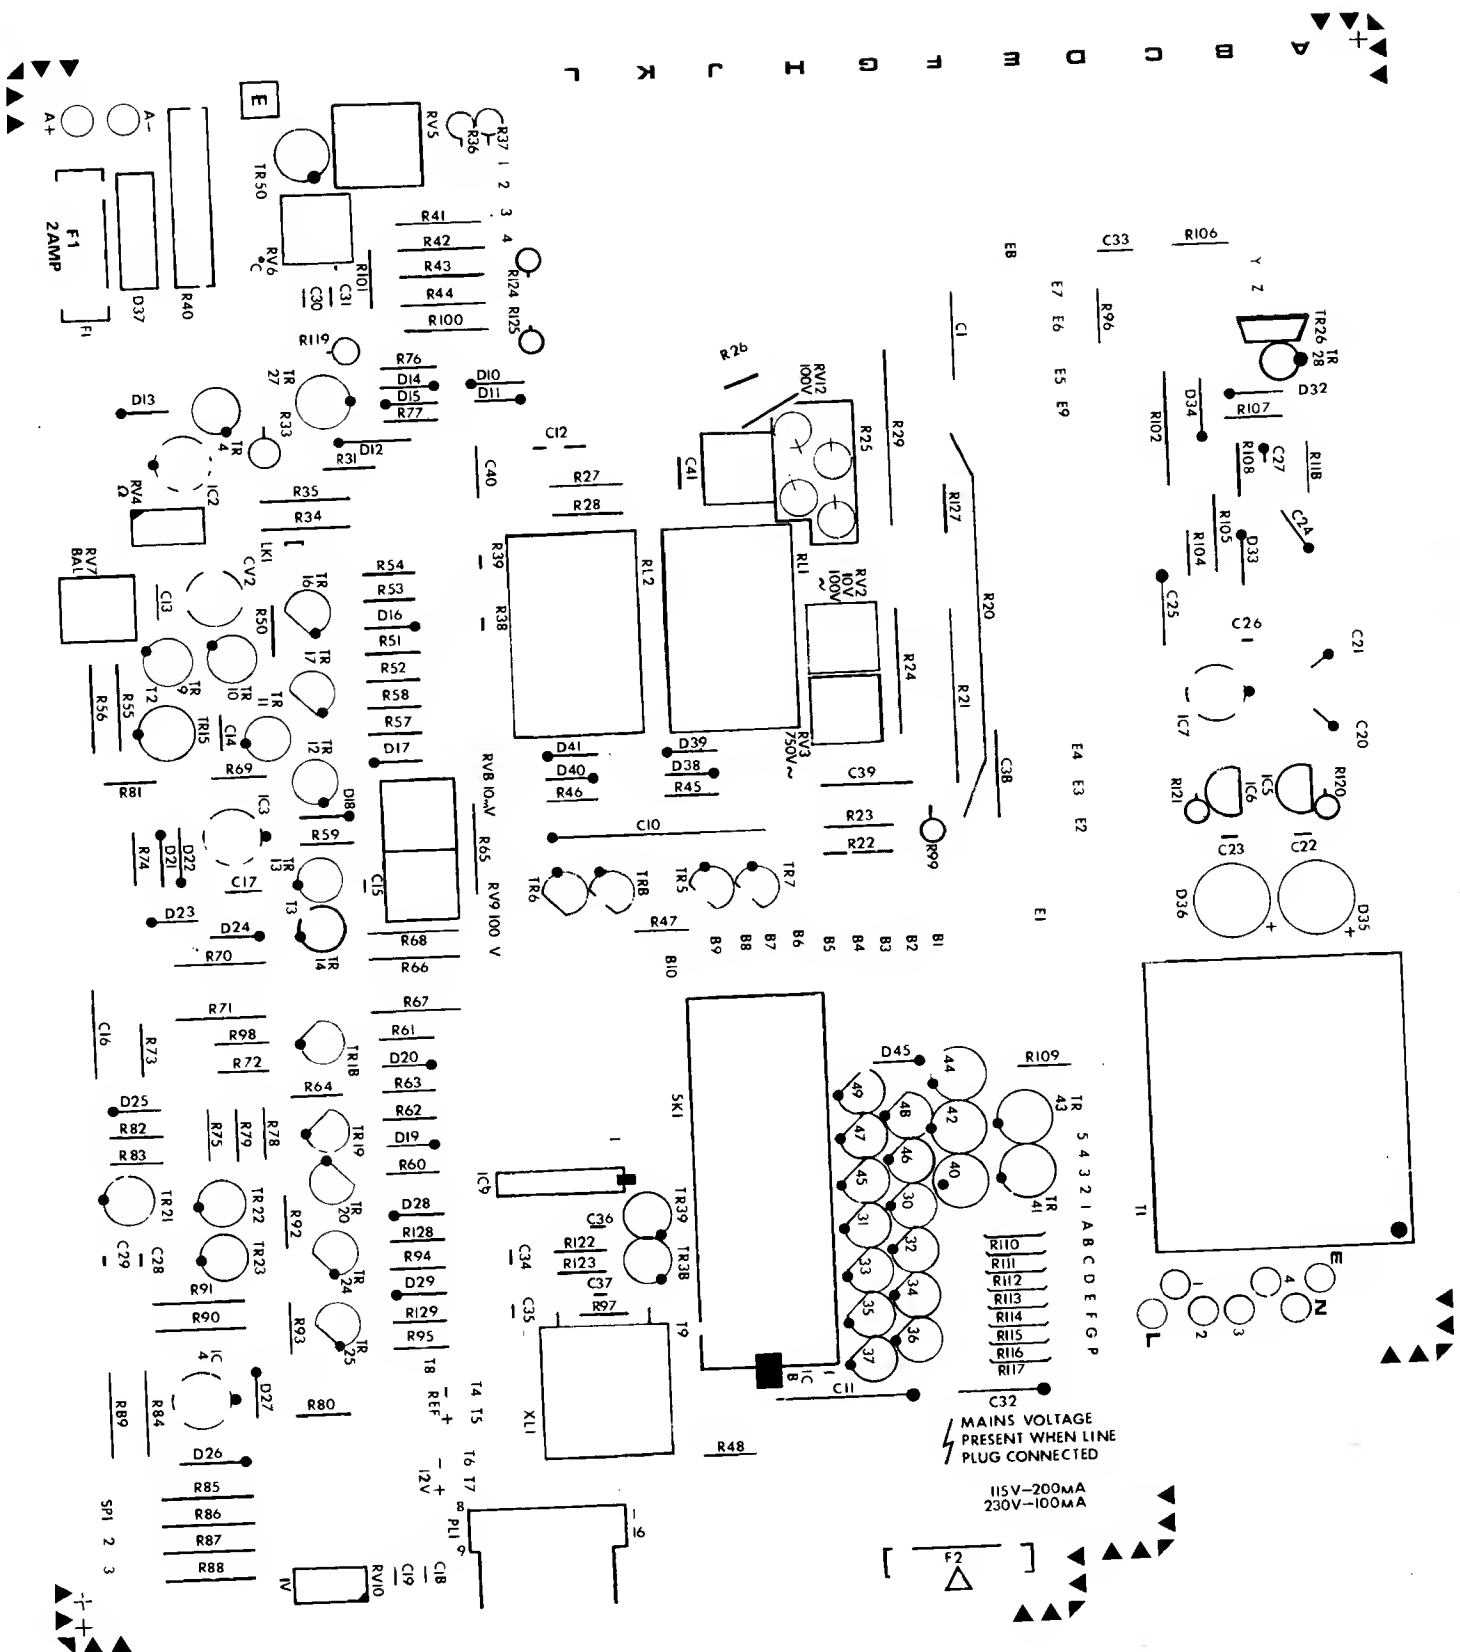 A
B
C
D
E
F
G
H
J
K
L
A+
A-
E
RV5
R36
R37
1
2
3
4
TR50
F1
2AMP
F1
D37
R40
RV6
°C
C30
C31
R101
R41
R42
R43
R44
R100
R124
R125
EB
C33
R106
Y
Z
E7
E6
E5
E9
R96
C1
TR26
TR
28
D32
R107
D34
R102
R108
C27
R118
C24
R105
R104
D33
C25
C26
C21
C20
IC7
R119
TR
27
R76
D14
D15
R77
D10
D11
R26
RV12
100V
R25
R29
D13
TR
4
R33
D12
R31
C12
C40
C41
R27
R28
R127
IC2
RV4
Ω
R35
R34
LK1
RV7
BAL
CV2
C13
R50
TR
16
R54
R53
D16
R51
R52
R58
R57
D17
R39
R38
RL2
RL1
RV2
10V
100V
~
R24
R20
R21
TR
17
TR
9
T2
TR
10
TR
11
R56
R55
TR15
C14
TR
12
R69
R81
RV8 10mV
D41
D40
R46
D39
D38
R45
RV3
750V~
C39
C38
E4
E3
E2
R121
IC6
IC5
R120
C23
C22
D36
D35
+
+
IC3
D18
R59
R65
C10
R23
R22
R99
R74
D21
D22
C17
TR
13
C15
T3
RV9 100 V
TR6
TR8
TR5
TR7
R47
E1
D23
D24
R70
TR
14
R68
R66
B10
B9
B8
B7
B6
B5
B4
B3
B2
B1
C16
R73
R71
R98
R72
TR18
R67
R61
D20
R63
R62
D19
R60
R64
SK1
D45
44
R109
49
48
42
TR
43
47
46
45
40
30
TR
41
31
32
33
34
35
36
37
5
4
3
2
1
A
B
C
D
E
F
G
P
T1
D25
R82
R83
R75
R79
R78
TR19
TR
20
TR21
TR22
TR23
R92
C29
C28
D28
R128
R94
D29
R129
R95
IC9
1
TR39
TR38
C36
R122
R123
C37
R97
C34
C35
R110
R111
R112
R113
R114
R115
R116
R117
E
N
L
1
2
3
4
R91
R90
TR
24
R93
TR
25
IC
4
D27
R80
T8
T4
T5
-
REF
+
XL1
T9
B
IC
1
C11
C32
MAINS VOLTAGE
PRESENT WHEN LINE
PLUG CONNECTED
R89
R84
D26
R48
T6
T7
-
12V
+
115V-200MA
230V-100MA
R85
R86
R87
R88
SP1
2
3
8
PL1
9
1
16
1V
RV10
C19
C18
F2